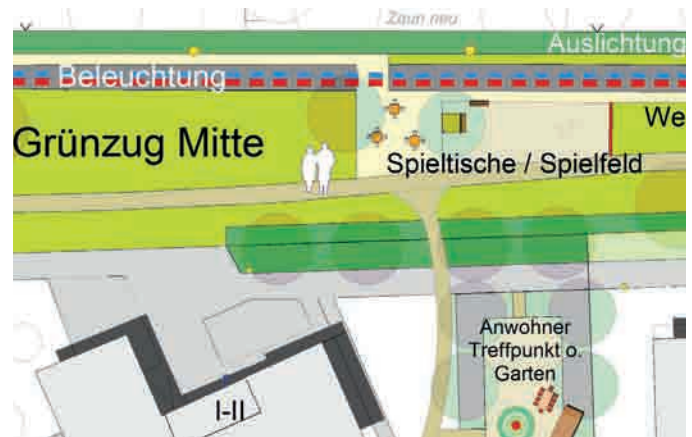 Zaun neu
Auslichtung
Beleuchtung
Grünzug Mitte
We
Spieltische / Spielfeld
Anwohner
Treffpunkt o.
Garten
I-II